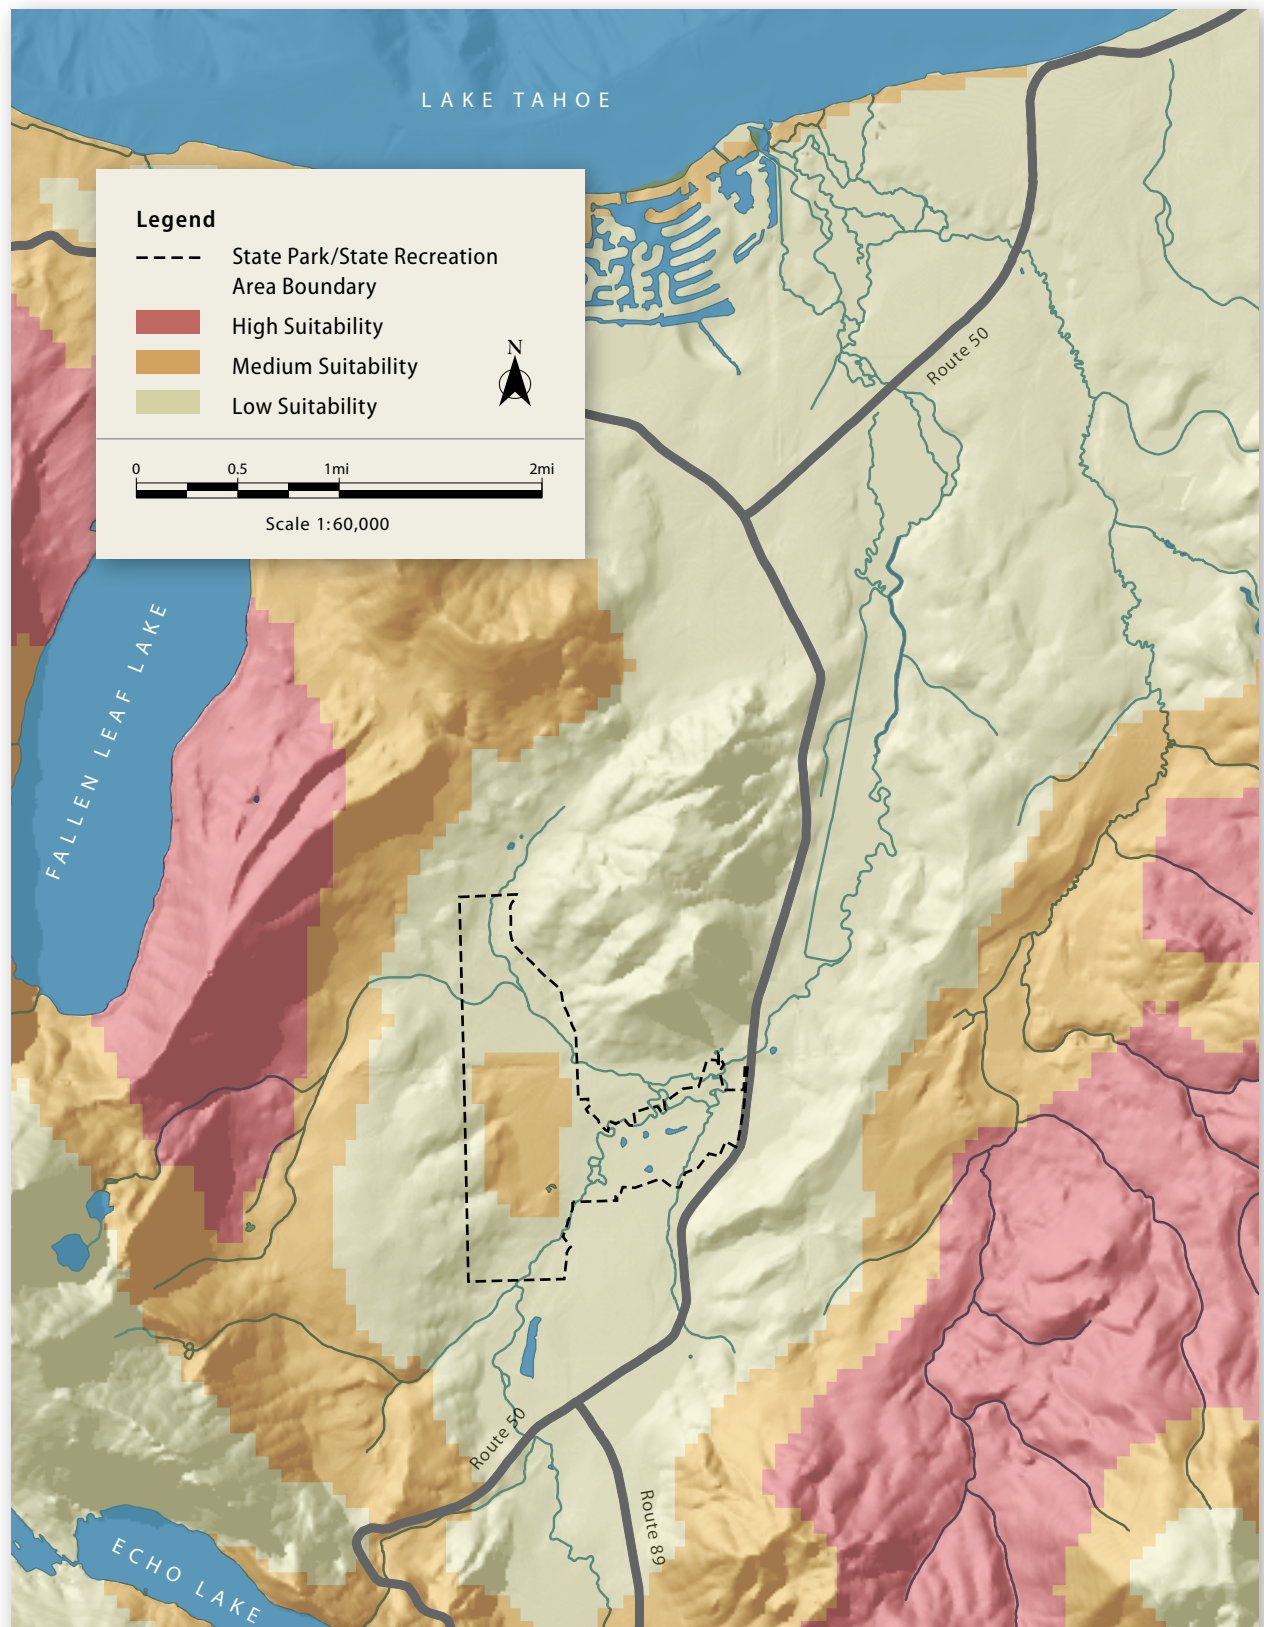 LAKE TAHOE
Legend
State Park/State Recreation
Area Boundary
High Suitability
Medium Suitability
Low Suitability
N
0 0.5 1mi 2mi
Scale 1:60,000
Route 50
FALLEN LEAF LAKE
Route 50
Route 89
ECHO LAKE